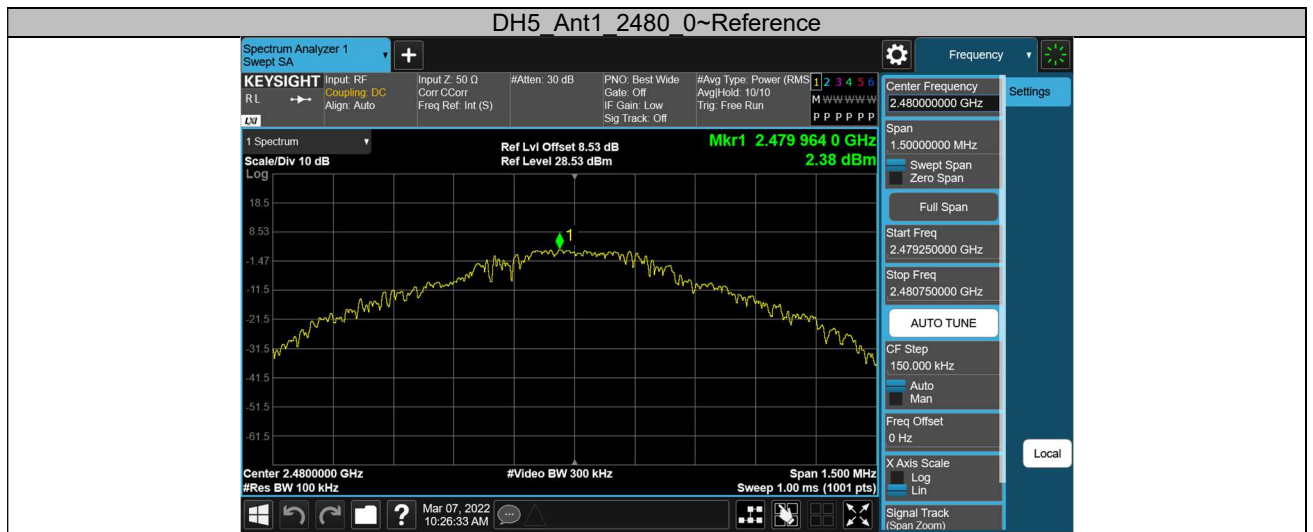 DH5_Ant1_2480_0~Reference
Spectrum Analyzer 1
Swept SA
Frequency
KEYSIGHT
RL
LXI
Input: RF
Coupling: DC
Align: Auto
Input Z: 50 Ω
Corr CCorr
Freq Ref: Int (S)
#Atten: 30 dB
PNO: Best Wide
Gate: Off
IF Gain: Low
Sig Track: Off
#Avg Type: Power (RMS
Avg|Hold: 10/10
Trig: Free Run
1 2 3 4 5 6
M W W W W W
P P P P P P
1 Spectrum
Scale/Div 10 dB
Log
Ref Lvl Offset 8.53 dB
Ref Level 28.53 dBm
Mkr1 2.479 964 0 GHz
2.38 dBm
18.5
8.53
-1.47
-11.5
-21.5
-31.5
-41.5
-51.5
-61.5
1
Center 2.4800000 GHz
#Res BW 100 kHz
#Video BW 300 kHz
Span 1.500 MHz
Sweep 1.00 ms (1001 pts)
Mar 07, 2022
10:26:33 AM
Center Frequency
2.480000000 GHz
Span
1.50000000 MHz
Swept Span
Zero Span
Full Span
Start Freq
2.479250000 GHz
Stop Freq
2.480750000 GHz
AUTO TUNE
CF Step
150.000 kHz
Auto
Man
Freq Offset
0 Hz
X Axis Scale
Log
Lin
Signal Track
(Span Zoom)
Settings
Local